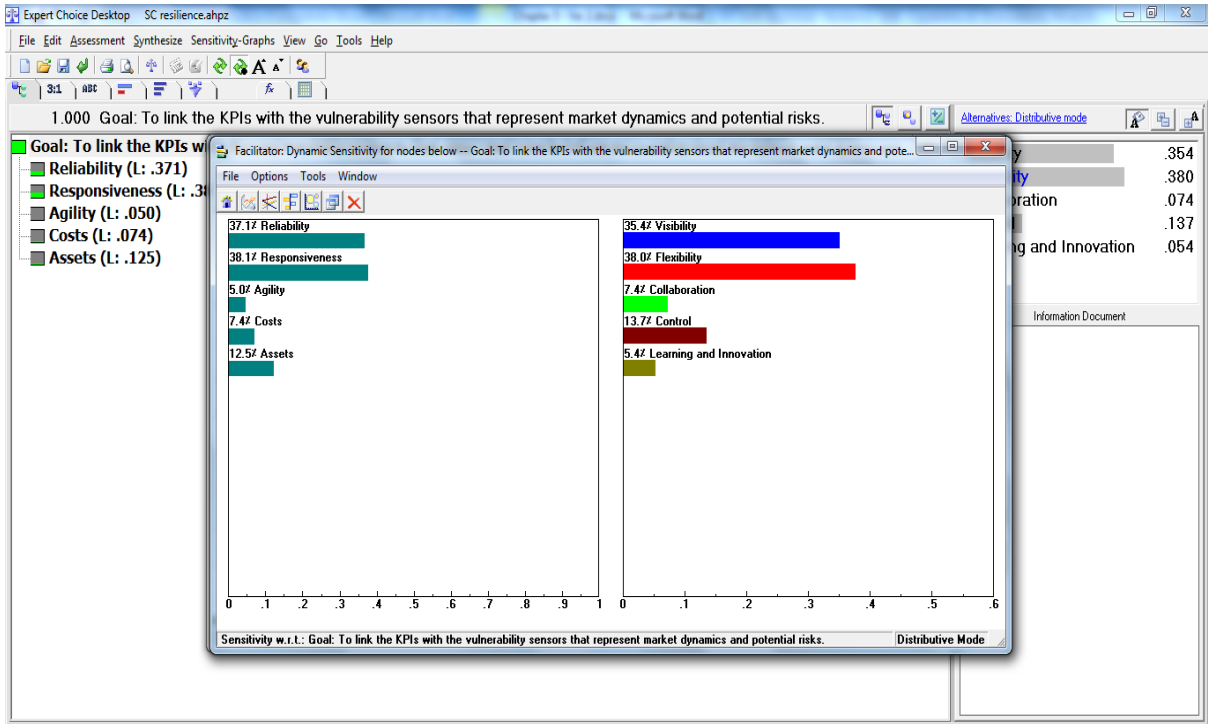 Expert Choice Desktop SC resilience.ahpz
File Edit Assessment Synthesize Sensitivity-Graphs View Go Tools Help
3:1 ABC fx
1.000 Goal: To link the KPIs with the vulnerability sensors that represent market dynamics and potential risks.
Alternatives: Distributive mode
Goal: To link the KPIs wi
Reliability (L: .371)
Responsiveness (L: .38
Agility (L: .050)
Costs (L: .074)
Assets (L: .125)
Facilitator: Dynamic Sensitivity for nodes below -- Goal: To link the KPIs with the vulnerability sensors that represent market dynamics and pote...
File Options Tools Window
37.1% Reliability
38.1% Responsiveness
5.0% Agility
7.4% Costs
12.5% Assets
0 .1 .2 .3 .4 .5 .6 .7 .8 .9 1
35.4% Visibility
38.0% Flexibility
7.4% Collaboration
13.7% Control
5.4% Learning and Innovation
0 .1 .2 .3 .4 .5 .6
Sensitivity w.r.t.: Goal: To link the KPIs with the vulnerability sensors that represent market dynamics and potential risks.
Distributive Mode
y .354
ity .380
oration .074
.137
ng and Innovation .054
Information Document